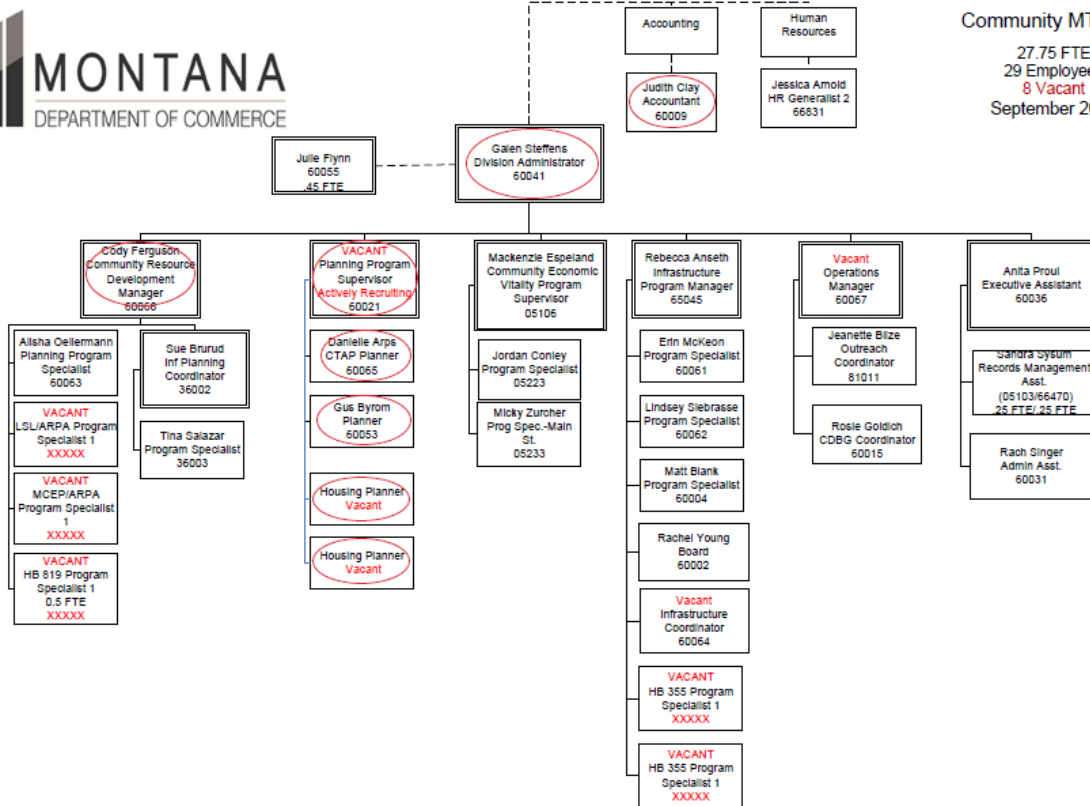 MONTANA
DEPARTMENT OF COMMERCE
Community MT
27.75 FTE
29 Employee
8 Vacant
September 20
Accounting
Human
Resources
Judith Clay
Accountant
60009
Jessica Arnold
HR Generalist 2
66831
Julie Flynn
60055
.45 FTE
Galen Steffens
Division Administrator
60041
Cody Ferguson
Community Resource
Development
Manager
60066
Alisha Oellermann
Planning Program
Specialist
60063
VACANT
LSL/ARPA Program
Specialist 1
XXXXX
VACANT
MCEP/ARPA
Program Specialist
1
XXXXX
VACANT
HB 819 Program
Specialist 1
0.5 FTE
XXXXX
Sue Brurud
Inf Planning
Coordinator
36002
Tina Salazar
Program Specialist
36003
VACANT
Planning Program
Supervisor
Actively Recruiting
60021
Danielle Arps
CTAP Planner
60065
Gus Byrom
Planner
60053
Housing Planner
Vacant
Housing Planner
Vacant
Mackenzie Espeland
Community Economic
Vitality Program
Supervisor
05106
Jordan Conley
Program Specialist
05223
Micky Zurcher
Prog Spec.-Main
St.
05233
Rebecca Anseth
Infrastructure
Program Manager
65045
Erin McKeon
Program Specialist
60061
Lindsey Siebrasse
Program Specialist
60062
Matt Blank
Program Specialist
60004
Rachel Young
Board
60002
Vacant
Infrastructure
Coordinator
60064
VACANT
HB 355 Program
Specialist 1
XXXXX
VACANT
HB 355 Program
Specialist 1
XXXXX
Vacant
Operations
Manager
60067
Jeanette Blize
Outreach
Coordinator
81011
Rosie Goldich
CDBG Coordinator
60015
Anita Proul
Executive Assistant
60036
Sandra Sysum
Records Management
Asst.
(05103/66470)
.25 FTE/.25 FTE
Rach Singer
Admin Asst.
60031